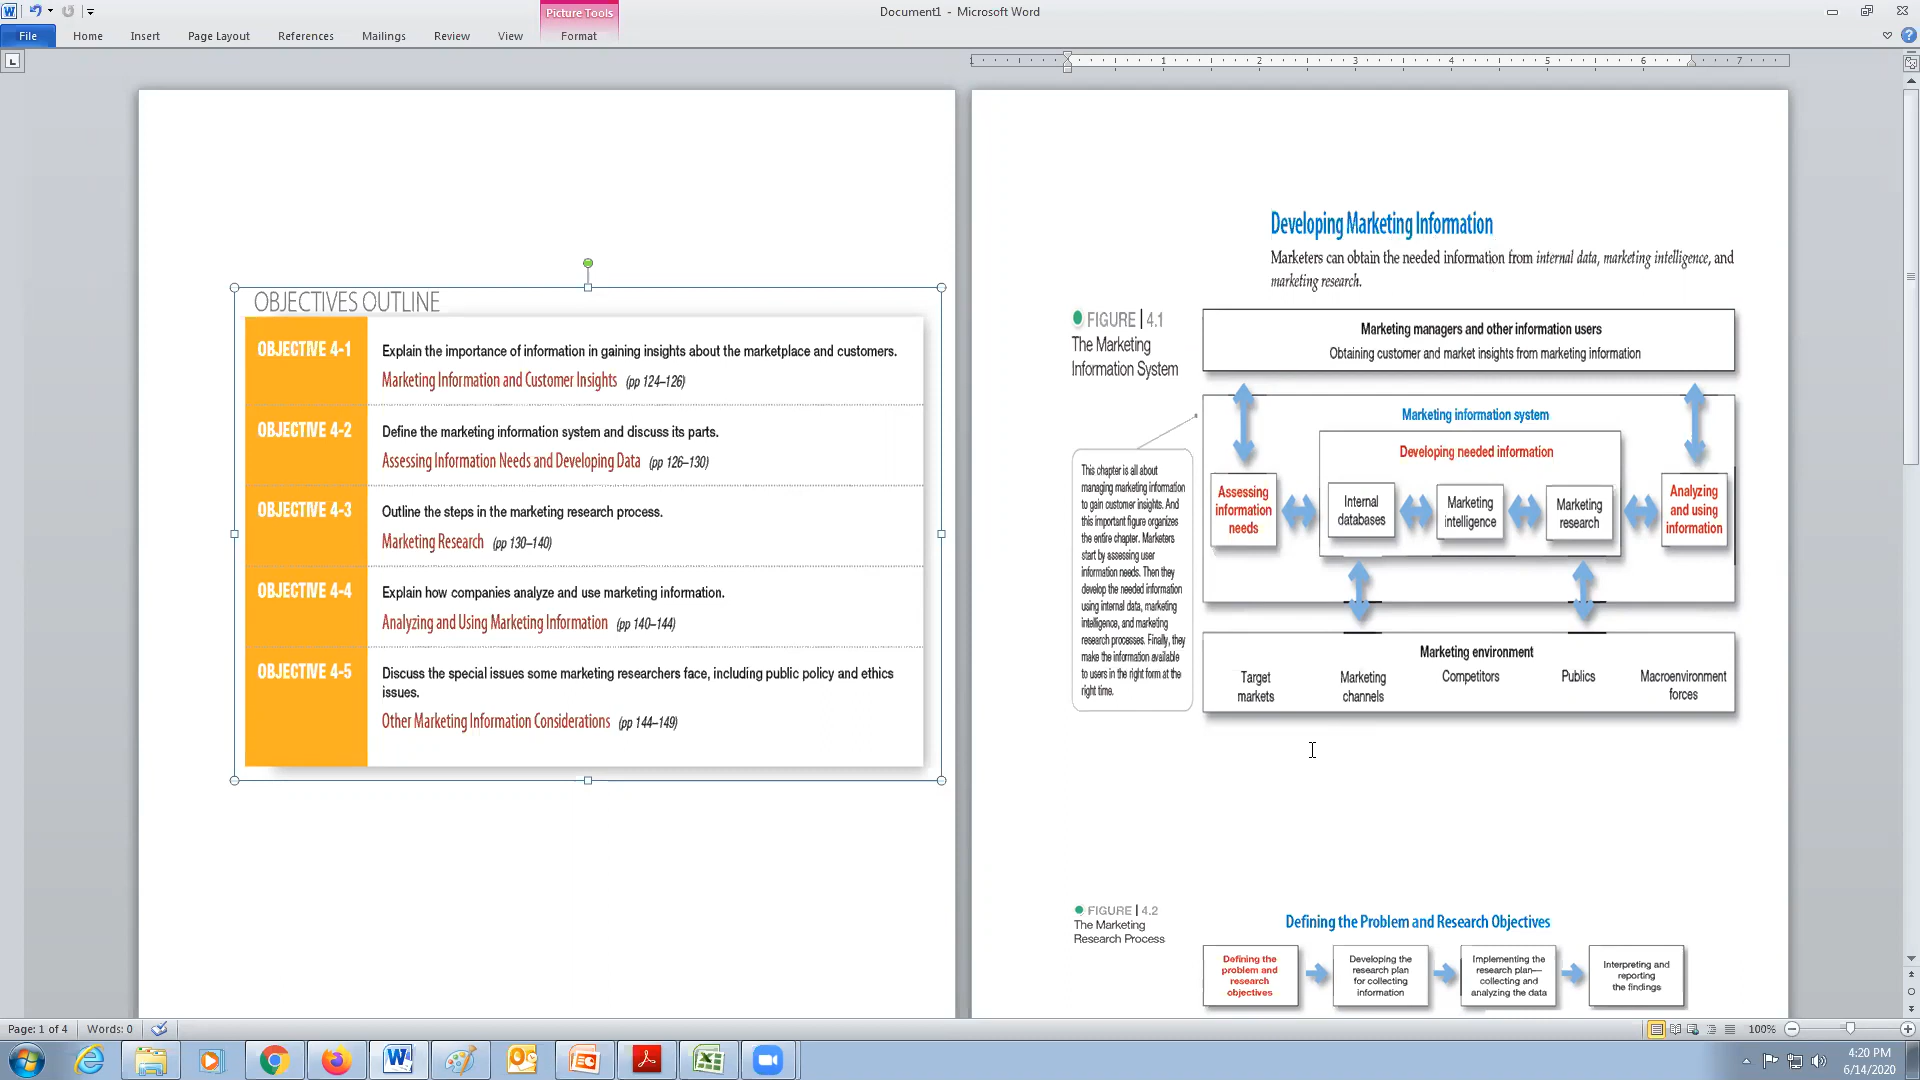 Picture Tools
Document1 - Microsoft Word
File Home Insert Page Layout References Mailings Review View Format
1 1 2 3 4 5 6 7
OBJECTIVES OUTLINE
OBJECTIVE 4-1
Explain the importance of information in gaining insights about the marketplace and customers.
Marketing Information and Customer Insights (pp 124–126)
OBJECTIVE 4-2
Define the marketing information system and discuss its parts.
Assessing Information Needs and Developing Data (pp 126–130)
OBJECTIVE 4-3
Outline the steps in the marketing research process.
Marketing Research (pp 130–140)
OBJECTIVE 4-4
Explain how companies analyze and use marketing information.
Analyzing and Using Marketing Information (pp 140–144)
OBJECTIVE 4-5
Discuss the special issues some marketing researchers face, including public policy and ethics
issues.
Other Marketing Information Considerations (pp 144–149)
Developing Marketing Information
Marketers can obtain the needed information from internal data, marketing intelligence, and
marketing research.
FIGURE | 4.1
The Marketing
Information System
Marketing managers and other information users
Obtaining customer and market insights from marketing information
Marketing information system
Developing needed information
Assessing
information
needs
Internal
databases
Marketing
intelligence
Marketing
research
Analyzing
and using
information
This chapter is all about
managing marketing information
to gain customer insights. And
this important figure organizes
the entire chapter. Marketers
start by assessing user
information needs. Then they
develop the needed information
using internal data, marketing
intelligence, and marketing
research processes. Finally, they
make the information available
to users in the right form at the
right time.
Marketing environment
Target
markets
Marketing
channels
Competitors
Publics
Macroenvironment
forces
FIGURE | 4.2
The Marketing
Research Process
Defining the Problem and Research Objectives
Defining the
problem and
research
objectives
Developing the
research plan
for collecting
information
Implementing the
research plan—
collecting and
analyzing the data
Interpreting and
reporting
the findings
Page: 1 of 4 Words: 0
100%
4:20 PM
6/14/2020